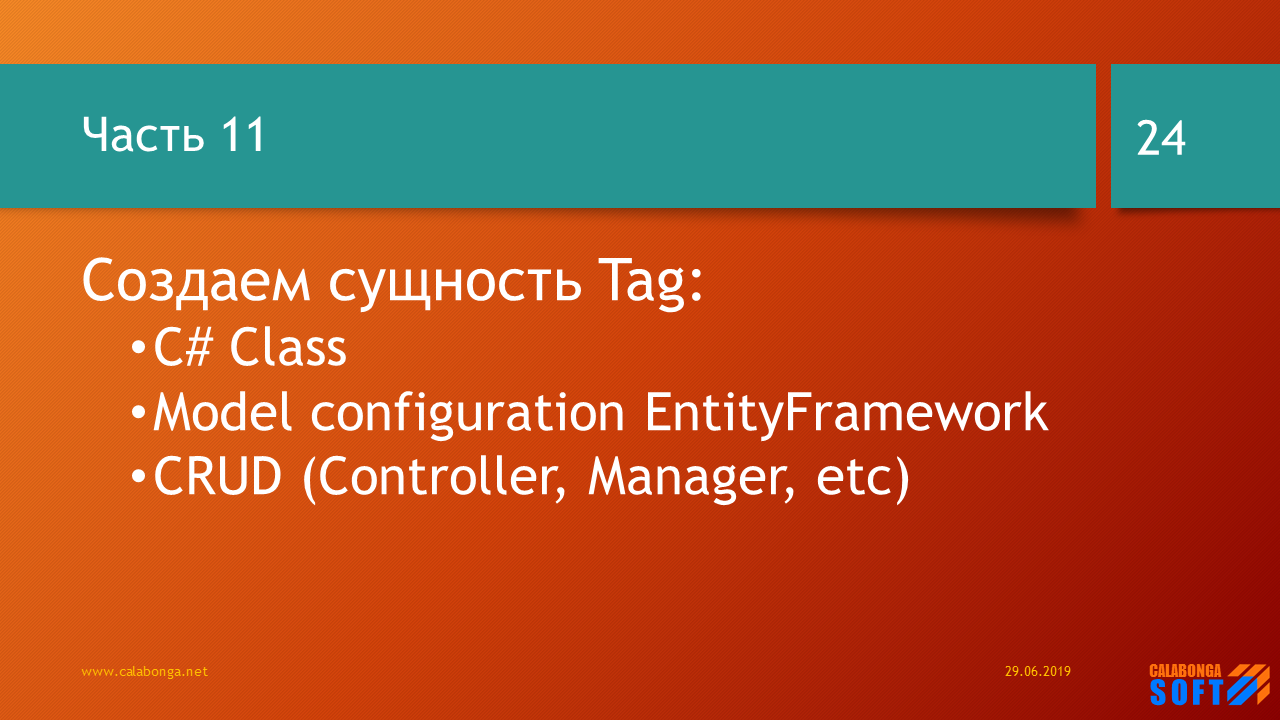 Часть 11
24
Создаем сущность Tag:
•C# Class
•Model configuration EntityFramework
•CRUD (Controller, Manager, etc)
www.calabonga.net
29.06.2019
CALABONGA
SOFT